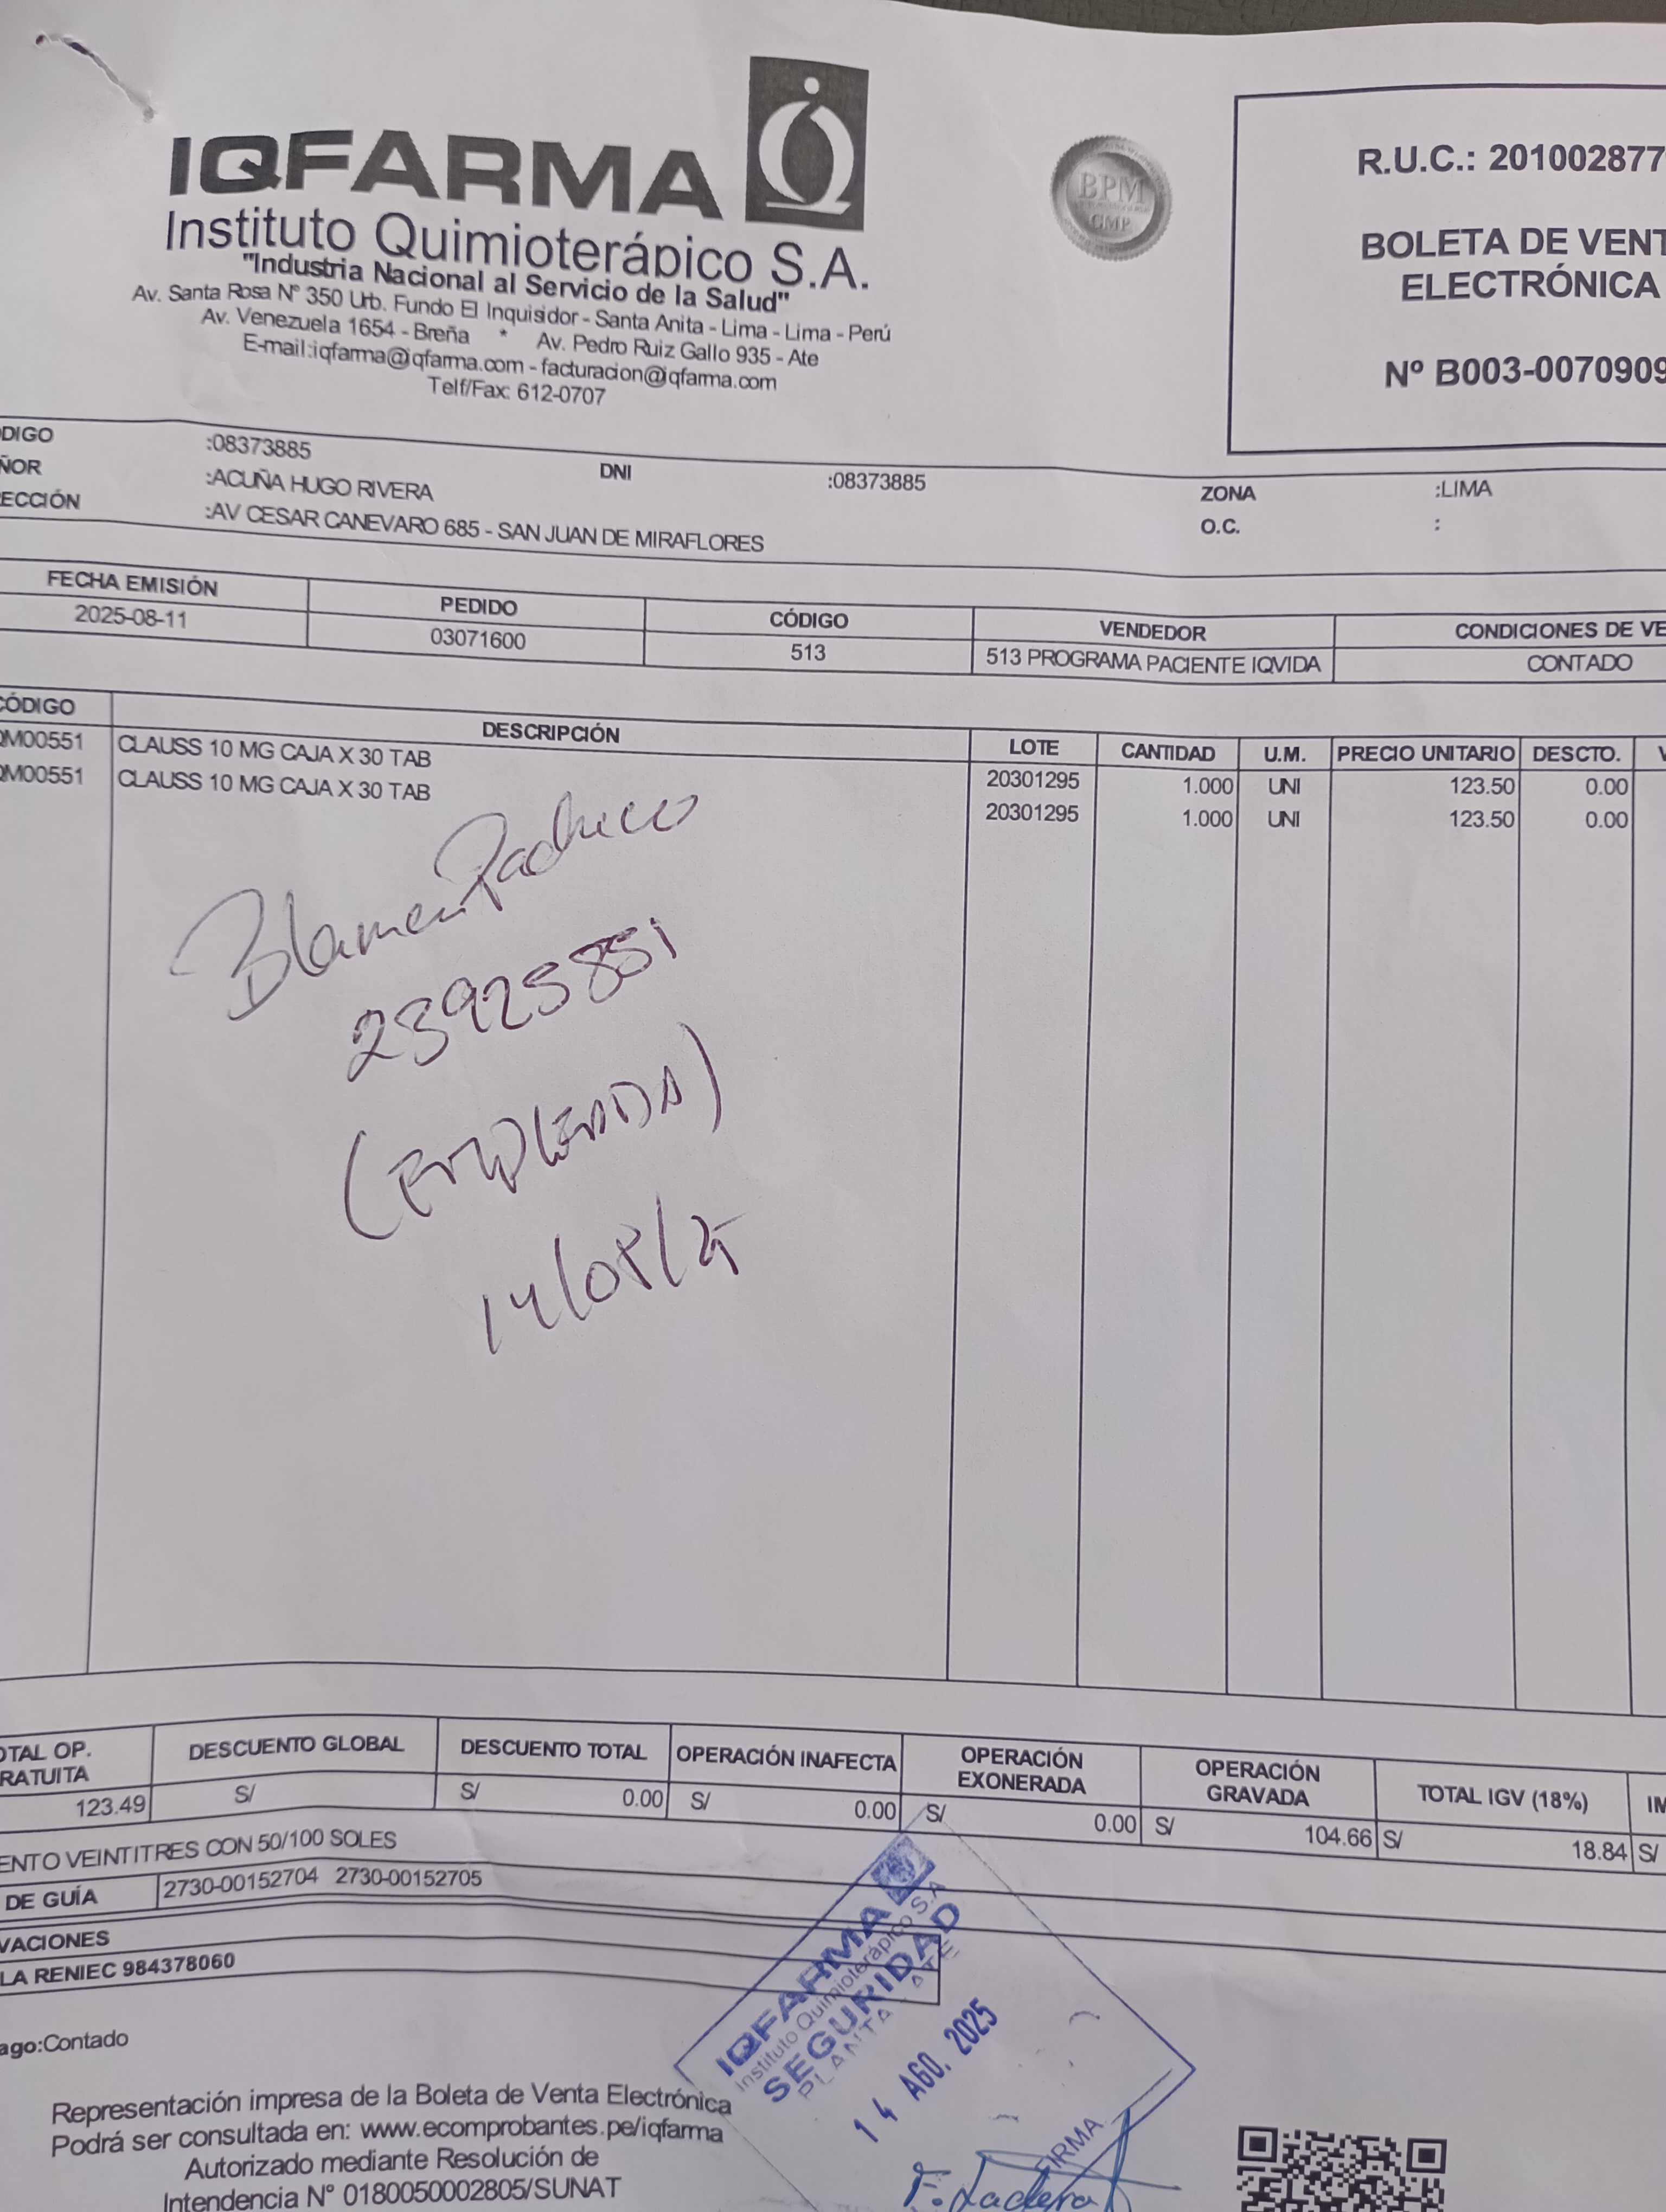 IQFARMA
Instituto Quimioterápico S.A.
"Industria Nacional al Servicio de la Salud"
Av. Santa Rosa N° 350 Urb. Fundo El Inquisidor - Santa Anita - Lima - Lima - Perú
Av. Venezuela 1654 - Breña * Av. Pedro Ruiz Gallo 935 - Ate
E-mail:iqfarma@iqfarma.com - facturacion@iqfarma.com
Telf/Fax: 612-0707
BPM
GMP
R.U.C.: 201002877
BOLETA DE VENT
ELECTRÓNICA
Nº B003-0070909
DIGO :08373885 DNI :08373885 ZONA :LIMA
ÑOR :ACUÑA HUGO RIVERA O.C. :
ECCIÓN :AV CESAR CANEVARO 685 - SAN JUAN DE MIRAFLORES
FECHA EMISIÓN PEDIDO CÓDIGO VENDEDOR CONDICIONES DE VE
2025-08-11 03071600 513 513 PROGRAMA PACIENTE IQVIDA CONTADO
CÓDIGO DESCRIPCIÓN LOTE CANTIDAD U.M. PRECIO UNITARIO DESCTO. V
QM00551 CLAUSS 10 MG CAJA X 30 TAB 20301295 1.000 UNI 123.50 0.00
QM00551 CLAUSS 10 MG CAJA X 30 TAB 20301295 1.000 UNI 123.50 0.00
Pacheco
23925851
(EMPLEADA)
14/08/25
OTAL OP. RATUITA DESCUENTO GLOBAL DESCUENTO TOTAL OPERACIÓN INAFECTA OPERACIÓN EXONERADA OPERACIÓN GRAVADA TOTAL IGV (18%) IM
123.49 S/ S/ 0.00 S/ 0.00 S/ 0.00 S/ 104.66 S/ 18.84 S/
ENTO VEINTITRES CON 50/100 SOLES
DE GUÍA 2730-00152704 2730-00152705
VACIONES
LA RENIEC 984378060
ago:Contado
Representación impresa de la Boleta de Venta Electrónica
Podrá ser consultada en: www.ecomprobantes.pe/iqfarma
Autorizado mediante Resolución de
Intendencia N° 0180050002805/SUNAT
IQFARMA
Instituto Quimioterápico S.A
SEGURIDAD
PLANTA - ATE
14 AGO. 2025
FIRMA